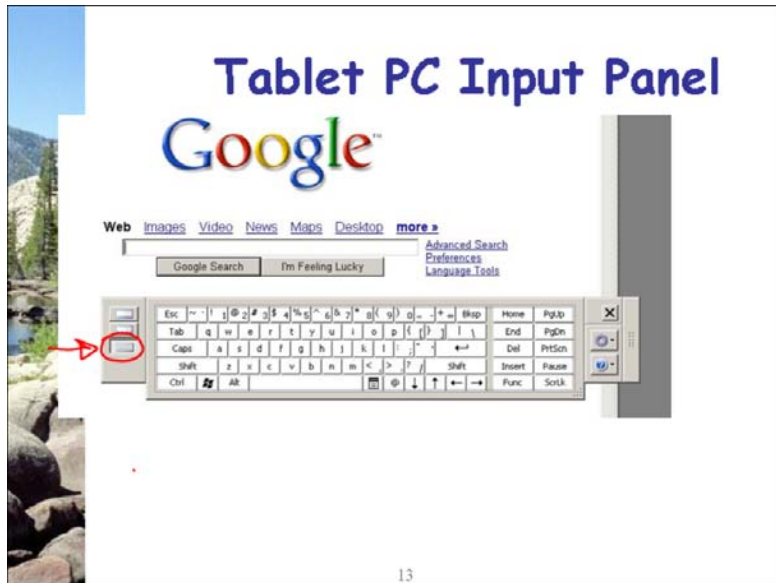 Tablet PC Input Panel
Google™
Web Images Video News Maps Desktop more »
Advanced Search
Preferences
Language Tools
Google Search I'm Feeling Lucky
Esc ~ ` ! 1 @ 2 # 3 $ 4 % 5 ^ 6 & 7 * 8 ( 9 ) 0 _ - + = Bksp Home PgUp
Tab q w e r t y u i o p { [ } ] | \ End PgDn
Caps a s d f g h j k l : ; " ' Del PrtScn
Shift z x c v b n m < , > . ? / Shift Insert Pause
Ctrl Alt @ ↓ ↑ ← → Func ScrLk
13